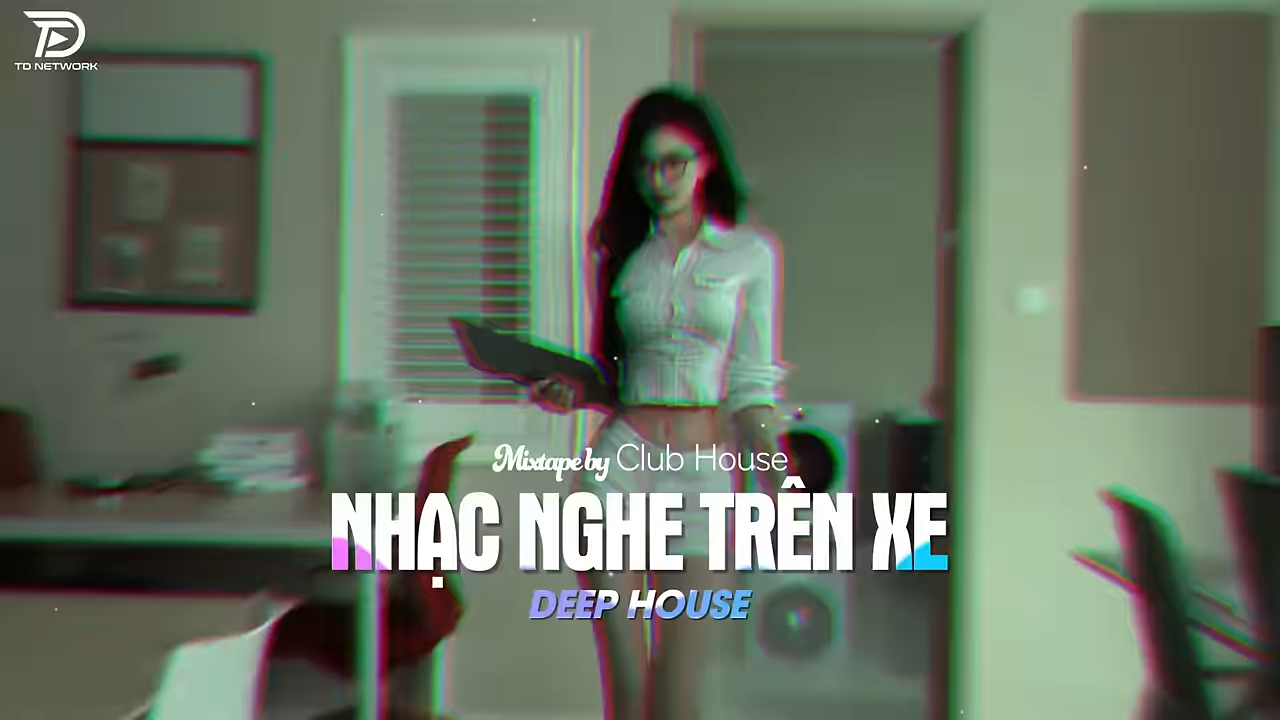 TD NETWORK
Mixtape by Club House
NHẠC NGHE TRÊN XE
DEEP HOUSE